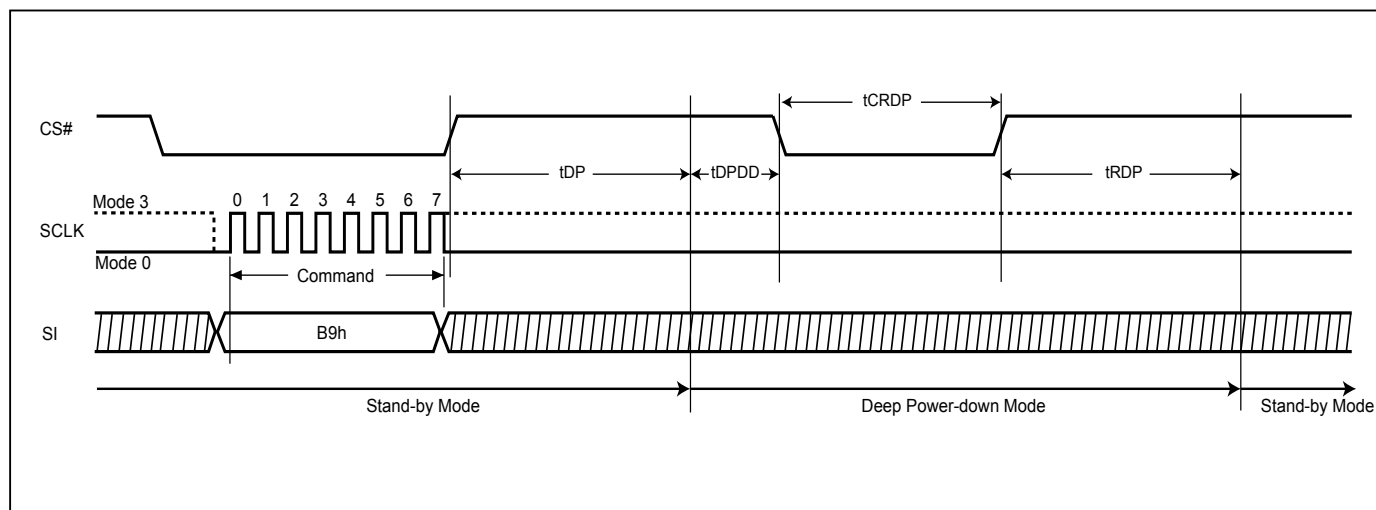 tCRDP
CS#
tDP
tDPDD
tRDP
Mode 3
0 1 2 3 4 5 6 7
SCLK
Mode 0
Command
SI
B9h
Stand-by Mode
Deep Power-down Mode
Stand-by Mode